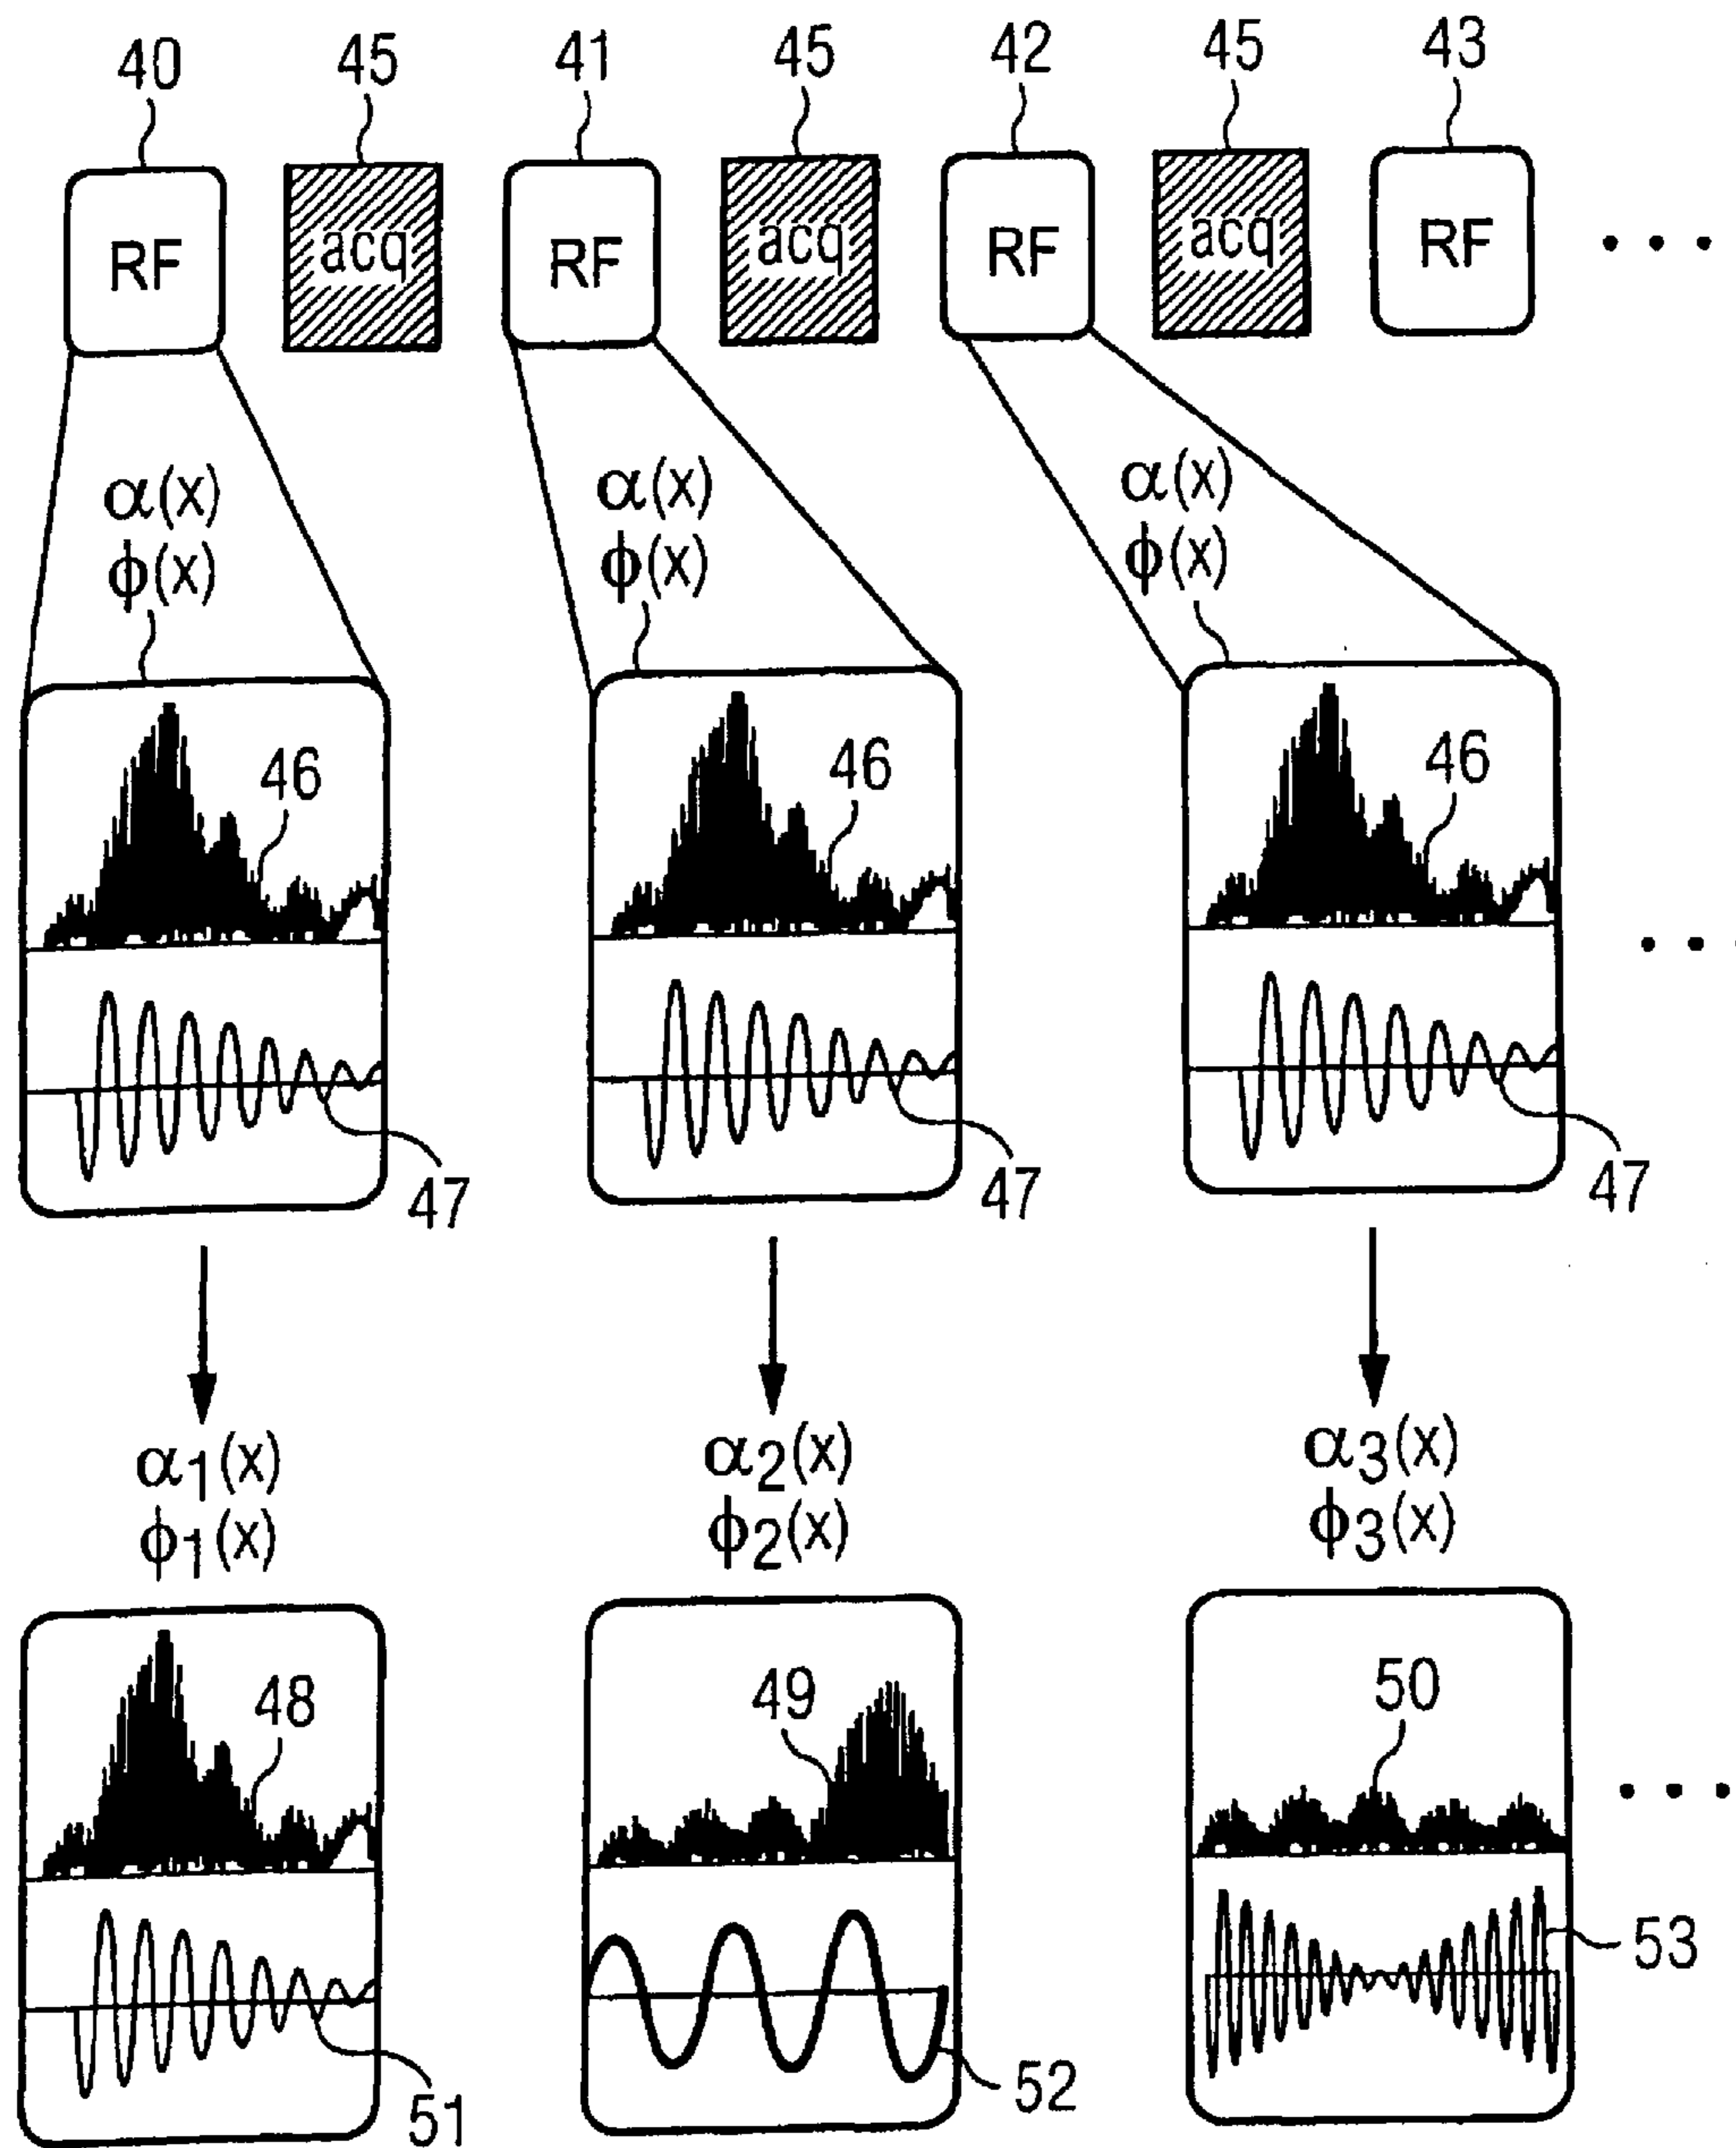 40 45 41 45 42 45 43
RF acq RF acq RF acq RF ...
α(x) α(x) α(x)
ϕ(x) ϕ(x) ϕ(x)
46 46 46
...
47 47 47
α1(x) α2(x) α3(x)
ϕ1(x) ϕ2(x) ϕ3(x)
48 49 50
...
51 52 53